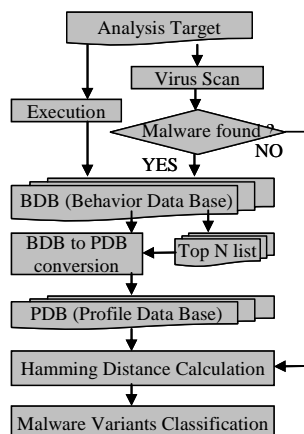 Analysis Target
Virus Scan
Execution
Malware found ?
YES
NO
BDB (Behavior Data Base)
BDB to PDB
conversion
Top N list
PDB (Profile Data Base)
Hamming Distance Calculation
Malware Variants Classification